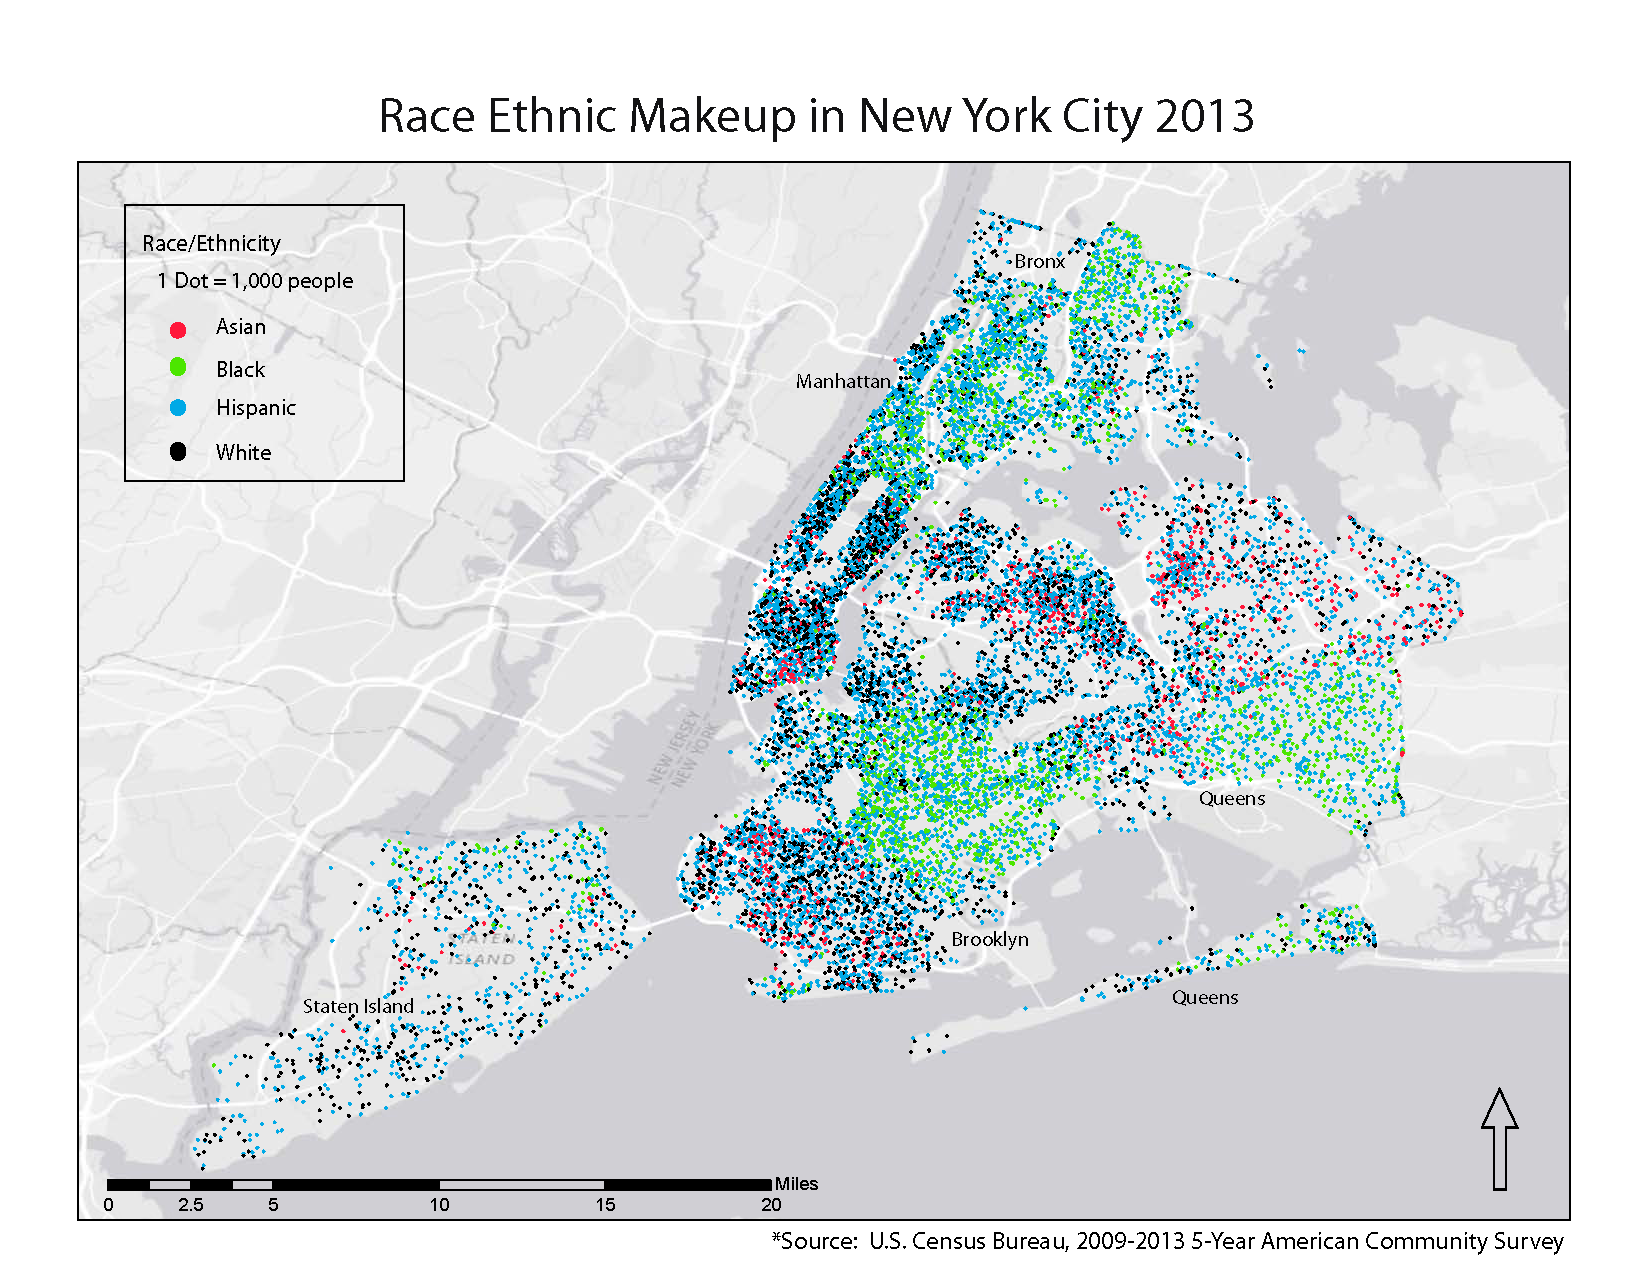 Race Ethnic Makeup in New York City 2013
Race/Ethnicity
1 Dot = 1,000 people
Asian
Black
Hispanic
White
Bronx
Manhattan
NEW JERSEY
NEW YORK
Queens
STATEN
ISLAND
Brooklyn
Queens
Staten Island
Miles
0 2.5 5 10 15 20
*Source: U.S. Census Bureau, 2009-2013 5-Year American Community Survey